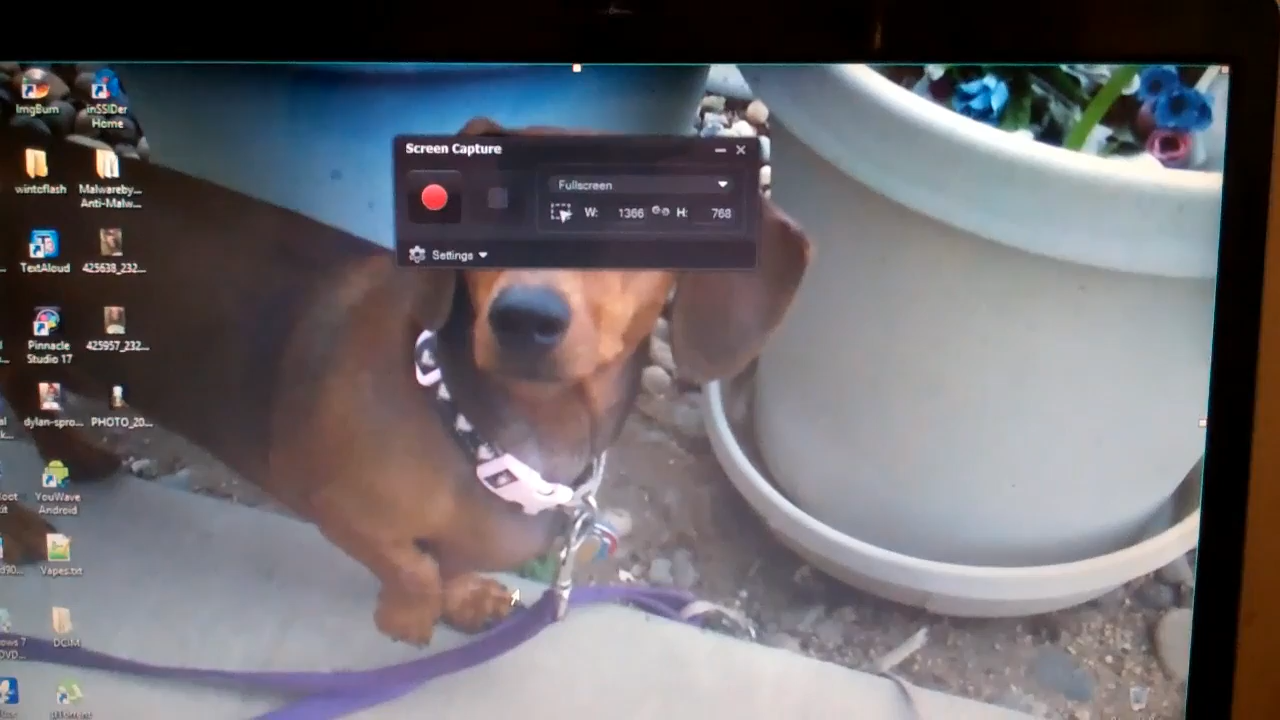 ImgBurn
inSSIDer
Home
Screen Capture
Fullscreen
W: 1366 H: 768
Settings
wintoflash
Malwareby...
Anti-Malw...
TextAloud
425638_232...
Pinnacle
Studio 17
425957_232...
dylan-spro...
PHOTO_20...
YouWave
Android
Vapes.txt
DCIM
DVD...